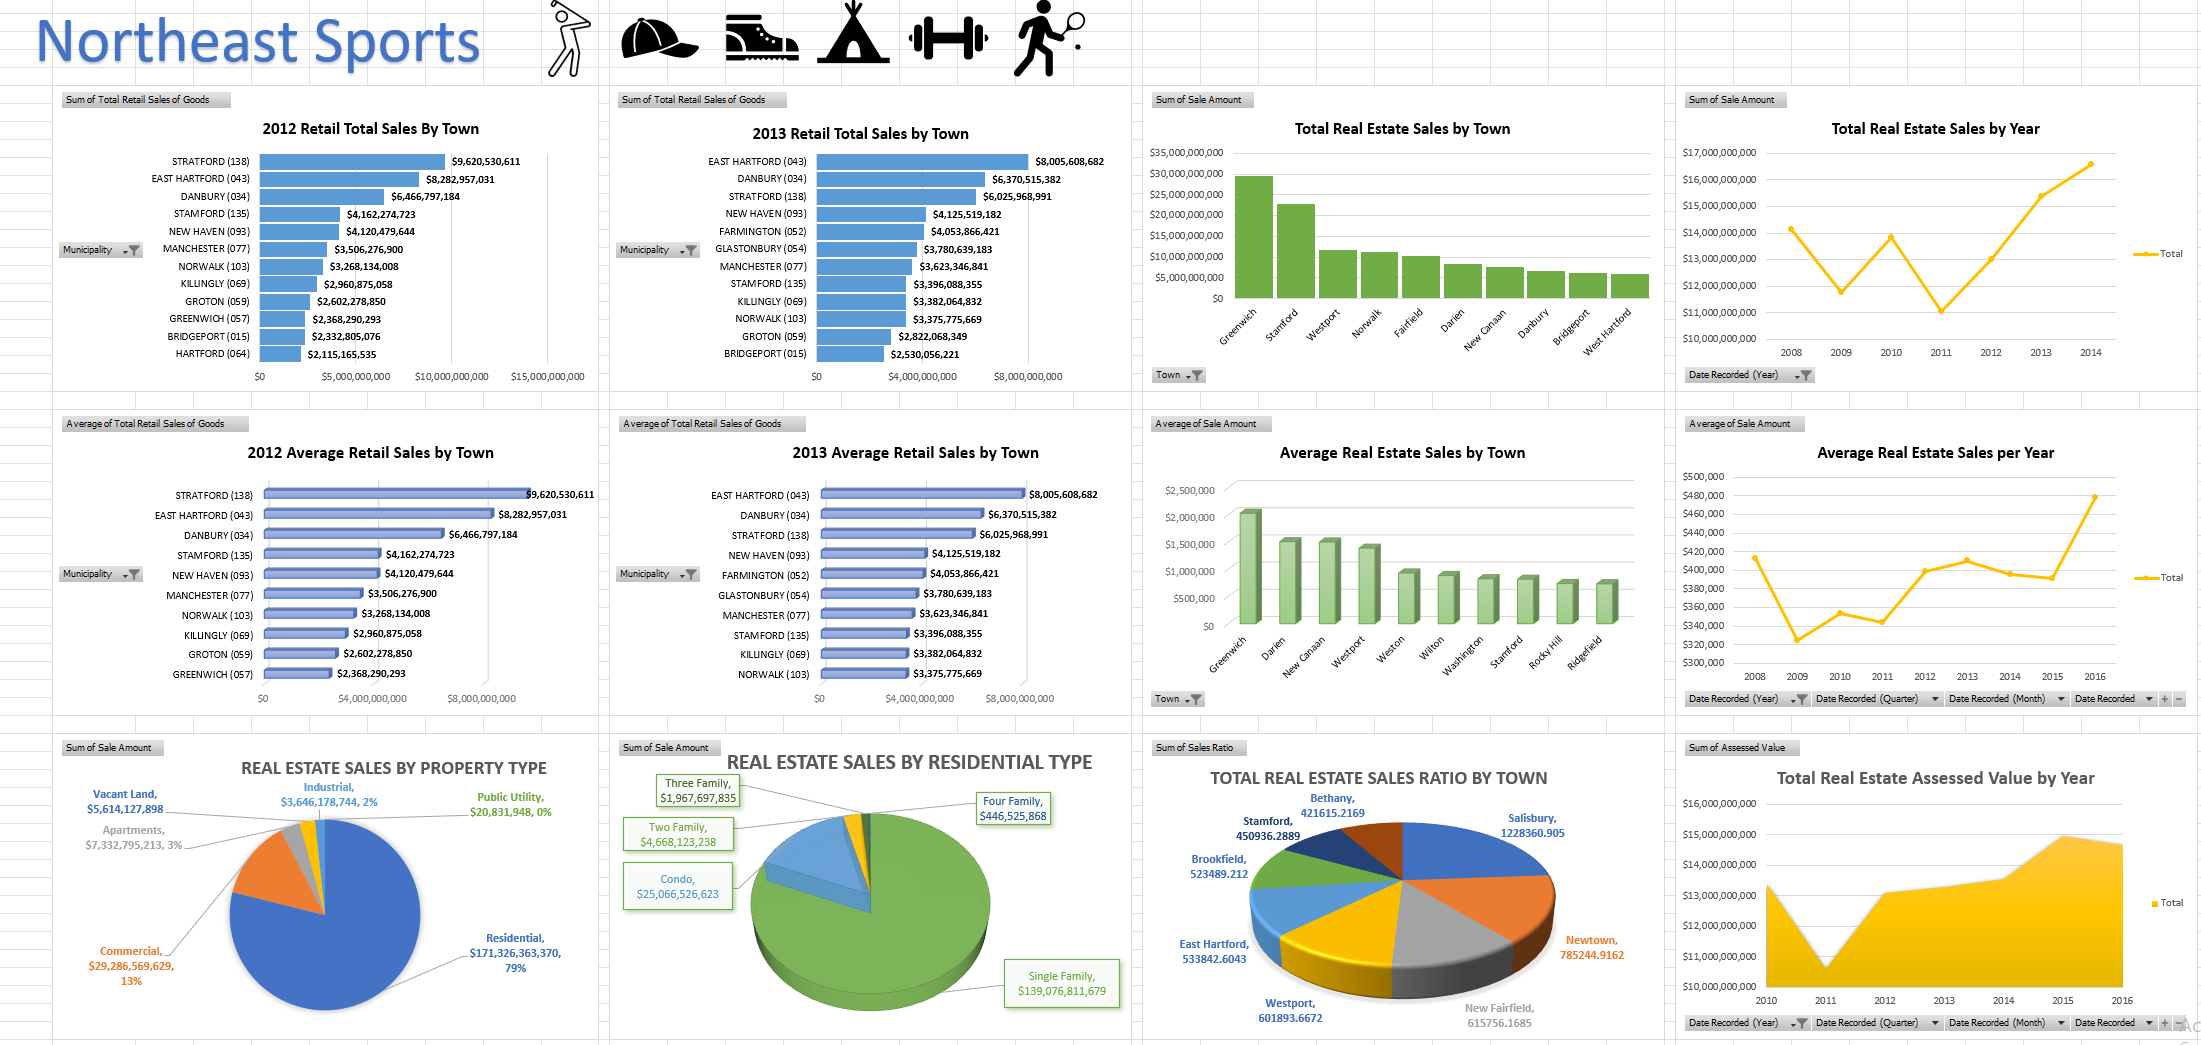 Northeast Sports
Sum of Total Retail Sales of Goods
2012 Retail Total Sales By Town
STRATFORD (138) $9,620,530,611
EAST HARTFORD (043) $8,282,957,031
DANBURY (034) $6,466,797,184
STAMFORD (135) $4,162,274,723
NEW HAVEN (093) $4,120,479,644
Municipality
MANCHESTER (077) $3,506,276,900
NORWALK (103) $3,268,134,008
KILLINGLY (069) $2,960,875,058
GROTON (059) $2,602,278,850
GREENWICH (057) $2,368,290,293
BRIDGEPORT (015) $2,332,805,076
HARTFORD (064) $2,115,165,535
$0 $5,000,000,000 $10,000,000,000 $15,000,000,000
Sum of Total Retail Sales of Goods
2013 Retail Total Sales by Town
EAST HARTFORD (043) $8,005,608,682
DANBURY (034) $6,370,515,382
STRATFORD (138) $6,025,968,991
NEW HAVEN (093) $4,125,519,182
FARMINGTON (052) $4,053,866,421
Municipality
GLASTONBURY (054) $3,780,639,183
MANCHESTER (077) $3,623,346,841
STAMFORD (135) $3,396,088,355
KILLINGLY (069) $3,382,064,832
NORWALK (103) $3,375,775,669
GROTON (059) $2,822,068,349
BRIDGEPORT (015) $2,530,056,221
$0 $4,000,000,000 $8,000,000,000
Sum of Sale Amount
Total Real Estate Sales by Town
$35,000,000,000
$30,000,000,000
$25,000,000,000
$20,000,000,000
$15,000,000,000
$10,000,000,000
$5,000,000,000
$0
Greenwich Stamford Westport Norwalk Fairfield Darien New Canaan Danbury Bridgeport West Hartford
Town
Sum of Sale Amount
Total Real Estate Sales by Year
$17,000,000,000
$16,000,000,000
$15,000,000,000
$14,000,000,000
$13,000,000,000
$12,000,000,000
$11,000,000,000
$10,000,000,000
2008 2009 2010 2011 2012 2013 2014
Total
Date Recorded (Year)
Average of Total Retail Sales of Goods
2012 Average Retail Sales by Town
STRATFORD (138) $9,620,530,611
EAST HARTFORD (043) $8,282,957,031
DANBURY (034) $6,466,797,184
STAMFORD (135) $4,162,274,723
Municipality
NEW HAVEN (093) $4,120,479,644
MANCHESTER (077) $3,506,276,900
NORWALK (103) $3,268,134,008
KILLINGLY (069) $2,960,875,058
GROTON (059) $2,602,278,850
GREENWICH (057) $2,368,290,293
$0 $4,000,000,000 $8,000,000,000
Average of Total Retail Sales of Goods
2013 Average Retail Sales by Town
EAST HARTFORD (043) $8,005,608,682
DANBURY (034) $6,370,515,382
STRATFORD (138) $6,025,968,991
NEW HAVEN (093) $4,125,519,182
Municipality
FARMINGTON (052) $4,053,866,421
GLASTONBURY (054) $3,780,639,183
MANCHESTER (077) $3,623,346,841
STAMFORD (135) $3,396,088,355
KILLINGLY (069) $3,382,064,832
NORWALK (103) $3,375,775,669
$0 $4,000,000,000 $8,000,000,000
Average of Sale Amount
Average Real Estate Sales by Town
$2,500,000
$2,000,000
$1,500,000
$1,000,000
$500,000
$0
Greenwich Darien New Canaan Westport Weston Wilton Washington Stamford Rocky Hill Ridgefield
Town
Average of Sale Amount
Average Real Estate Sales per Year
$500,000
$480,000
$460,000
$440,000
$420,000
$400,000
$380,000
$360,000
$340,000
$320,000
$300,000
2008 2009 2010 2011 2012 2013 2014 2015 2016
Total
Date Recorded (Year) Date Recorded (Quarter) Date Recorded (Month) Date Recorded + −
Sum of Sale Amount
REAL ESTATE SALES BY PROPERTY TYPE
Vacant Land,
$5,614,127,898
Industrial,
$3,646,178,744, 2%
Public Utility,
$20,831,948, 0%
Apartments,
$7,332,795,213, 3%
Commercial,
$29,286,569,629,
13%
Residential,
$171,326,363,370,
79%
Sum of Sale Amount
REAL ESTATE SALES BY RESIDENTIAL TYPE
Three Family,
$1,967,697,835
Four Family,
$446,525,868
Two Family,
$4,668,123,238
Condo,
$25,066,526,623
Single Family,
$139,076,811,679
Sum of Sales Ratio
TOTAL REAL ESTATE SALES RATIO BY TOWN
Bethany,
421615.2169
Salisbury,
1228360.905
Stamford,
450936.2889
Brookfield,
523489.212
East Hartford,
533842.6043
Newtown,
785244.9162
Westport,
601893.6672
New Fairfield,
615756.1685
Sum of Assessed Value
Total Real Estate Assessed Value by Year
$16,000,000,000
$15,000,000,000
$14,000,000,000
$13,000,000,000
$12,000,000,000
$11,000,000,000
$10,000,000,000
2010 2011 2012 2013 2014 2015 2016
Total
Date Recorded (Year) Date Recorded (Quarter) Date Recorded (Month) Date Recorded + −